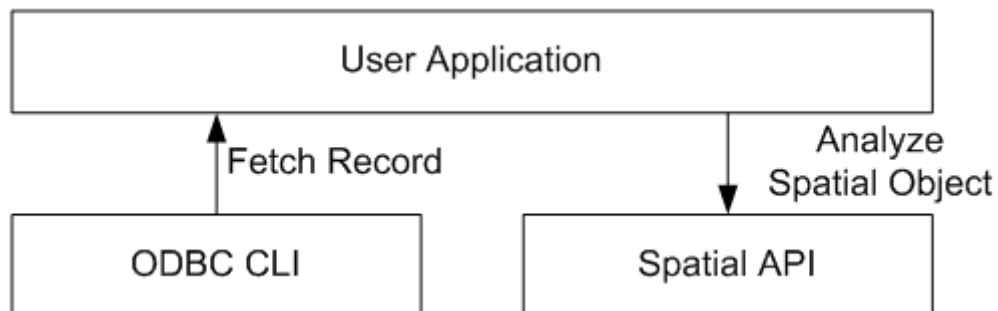 User Application
Fetch Record
Analyze
Spatial Object
ODBC CLI
Spatial API